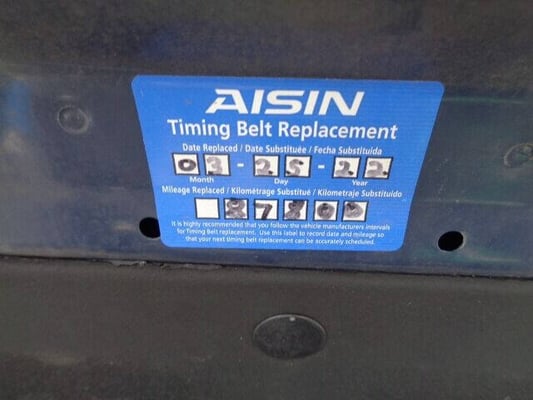 AISIN
Timing Belt Replacement
Date Replaced / Date Substituée / Fecha Substituida
03-25-22
Month Day Year
Mileage Replaced / Kilométrage Substitué / Kilometraje Substituido
It is highly recommended that you follow the vehicle manufacturers intervals
for Timing Belt replacement. Use this label to record date and mileage so
that your next timing belt replacement can be accurately scheduled.